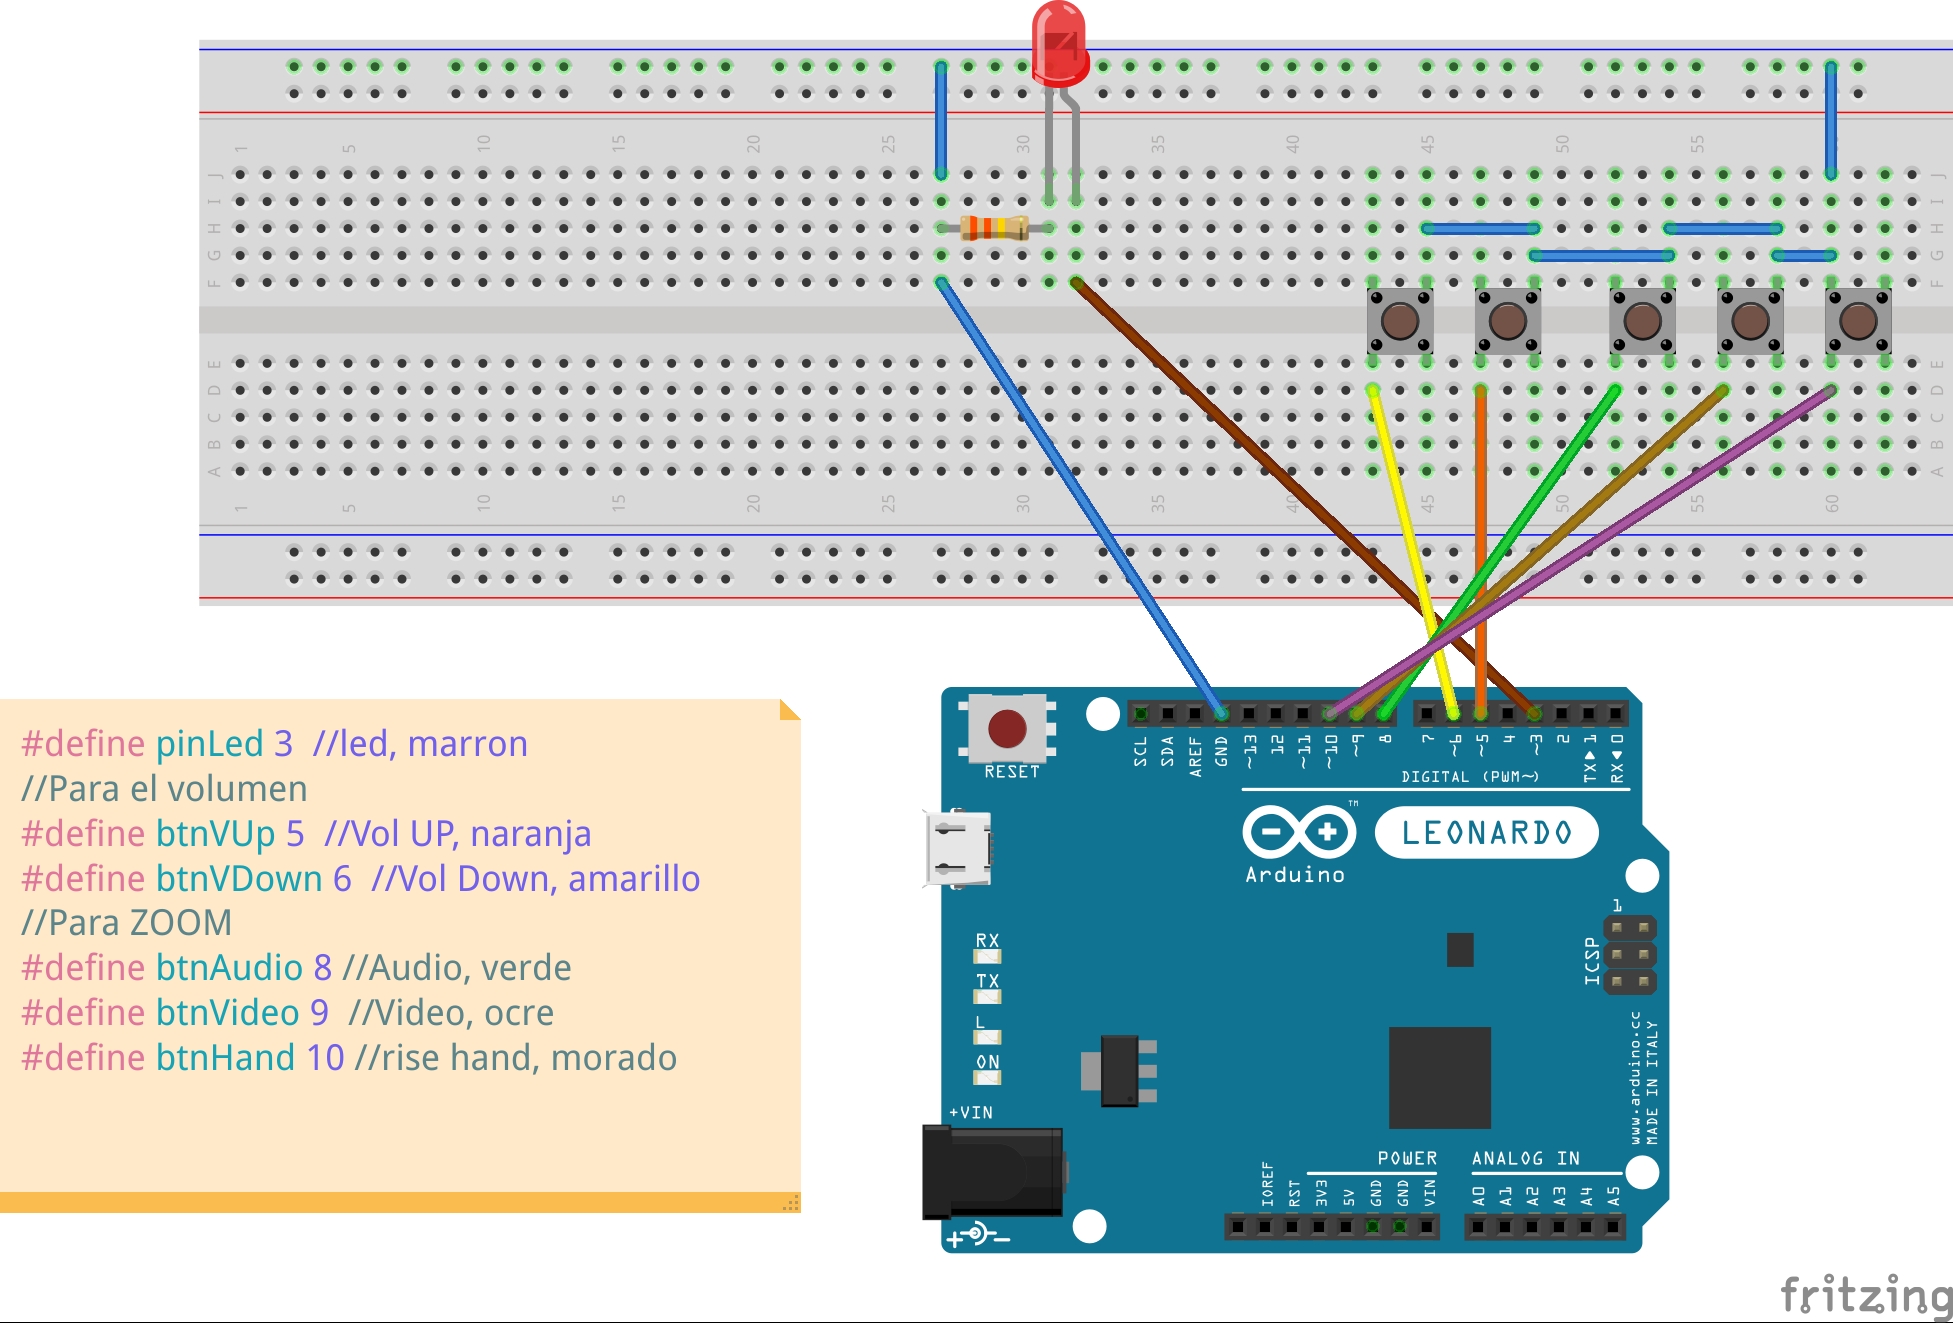 1 5 10 15 20 25 30 35 40 45 50 55
J J
I I
H H
G G
F F
E E
D D
C C
B B
A A
1 5 10 15 20 25 30 35 40 45 50 55 60
#define pinLed 3 //led, marron
//Para el volumen
#define btnVUp 5 //Vol UP, naranja
#define btnVDown 6 //Vol Down, amarillo
//Para ZOOM
#define btnAudio 8 //Audio, verde
#define btnVideo 9 //Video, ocre
#define btnHand 10 //rise hand, morado
RESET
SCL SDA AREF GND ~13 12 ~11 ~10 ~9 8 7 ~6 ~5 4 ~3 2 TX▶1 RX◀0
DIGITAL (PWM~)
TM
LEONARDO
Arduino
1
ICSP
RX
TX
L
ON
+VIN
www.arduino.cc
MADE IN ITALY
POWER
ANALOG IN
IOREF RST 3V3 5V GND GND VIN A0 A1 A2 A3 A4 A5
fritzing